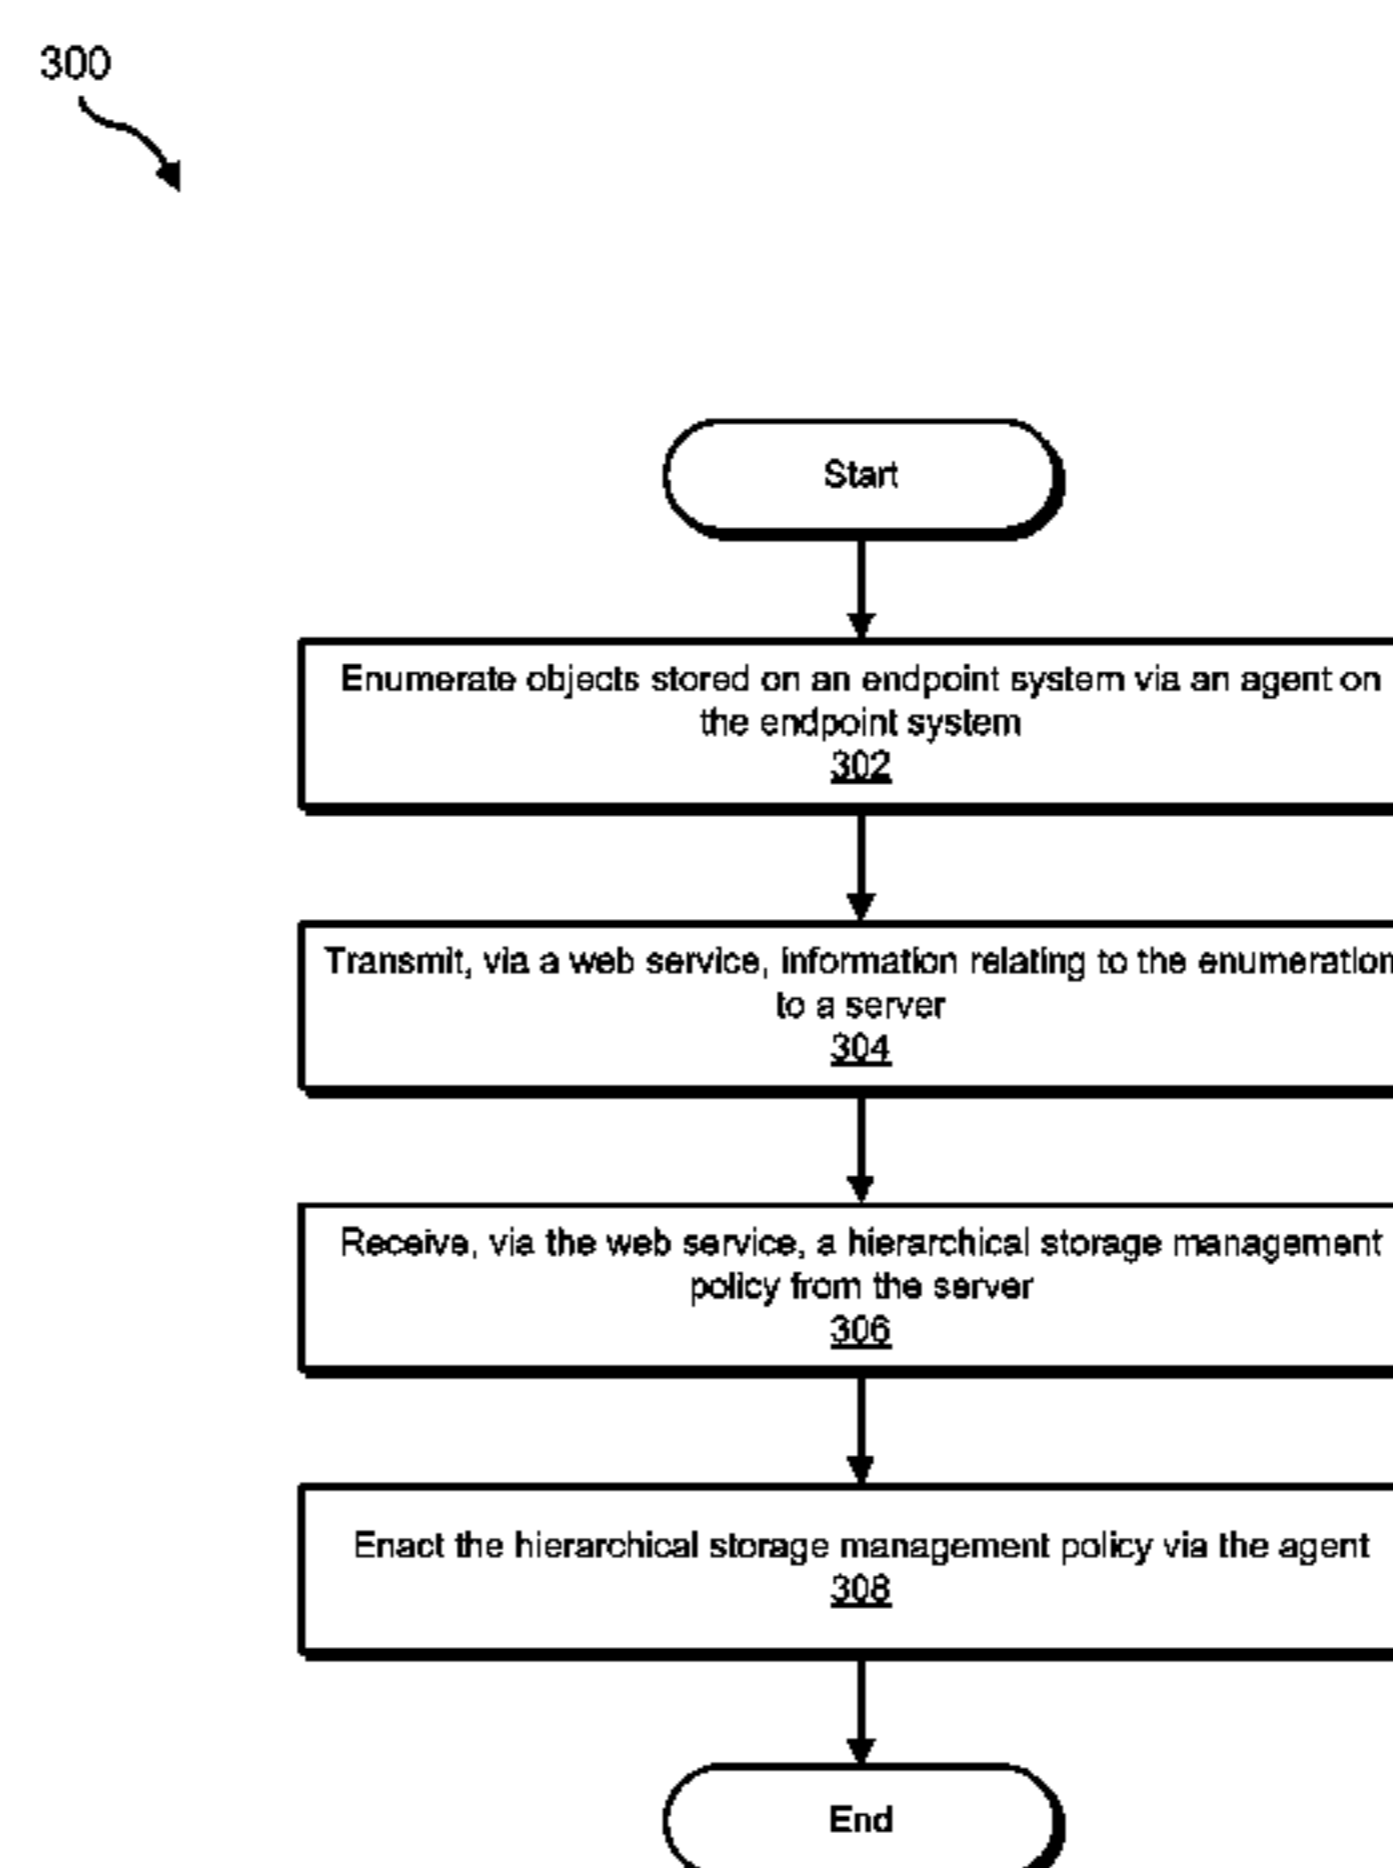 300
Start
Enumerate objects stored on an endpoint system via an agent on
the endpoint system
302
Transmit, via a web service, information relating to the enumeration
to a server
304
Receive, via the web service, a hierarchical storage management
policy from the server
306
Enact the hierarchical storage management policy via the agent
308
End